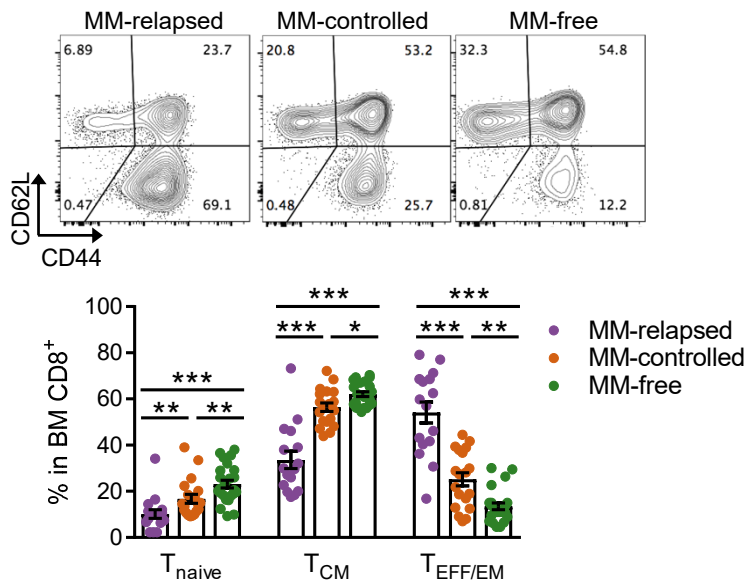 MM-relapsed MM-controlled MM-free
6.89 23.7 20.8 53.2 32.3 54.8
0.47 69.1 0.48 25.7 0.81 12.2
CD62L
CD44
% in BM CD8⁺
100
80
60
40
20
0
*** ***
*** * *** **
***
** **
MM-relapsed
MM-controlled
MM-free
Tnaive TCM TEFF/EM